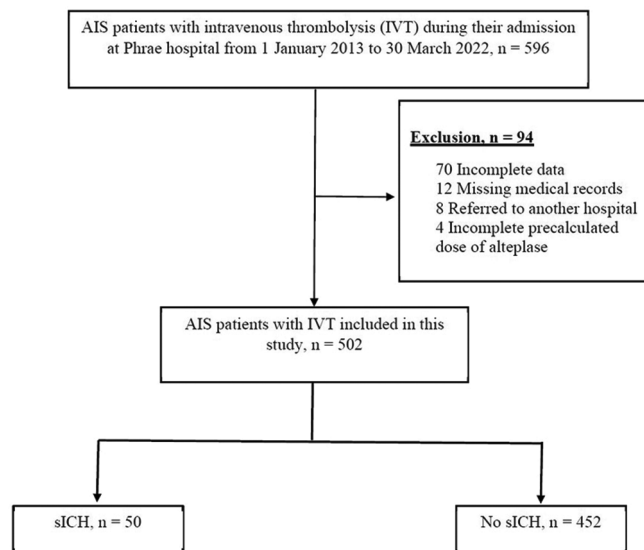 AIS patients with intravenous thrombolysis (IVT) during their admission
at Phrae hospital from 1 January 2013 to 30 March 2022, n = 596
Exclusion, n = 94
70 Incomplete data
12 Missing medical records
8 Referred to another hospital
4 Incomplete precalculated
dose of alteplase
AIS patients with IVT included in this
study, n = 502
sICH, n = 50
No sICH, n = 452